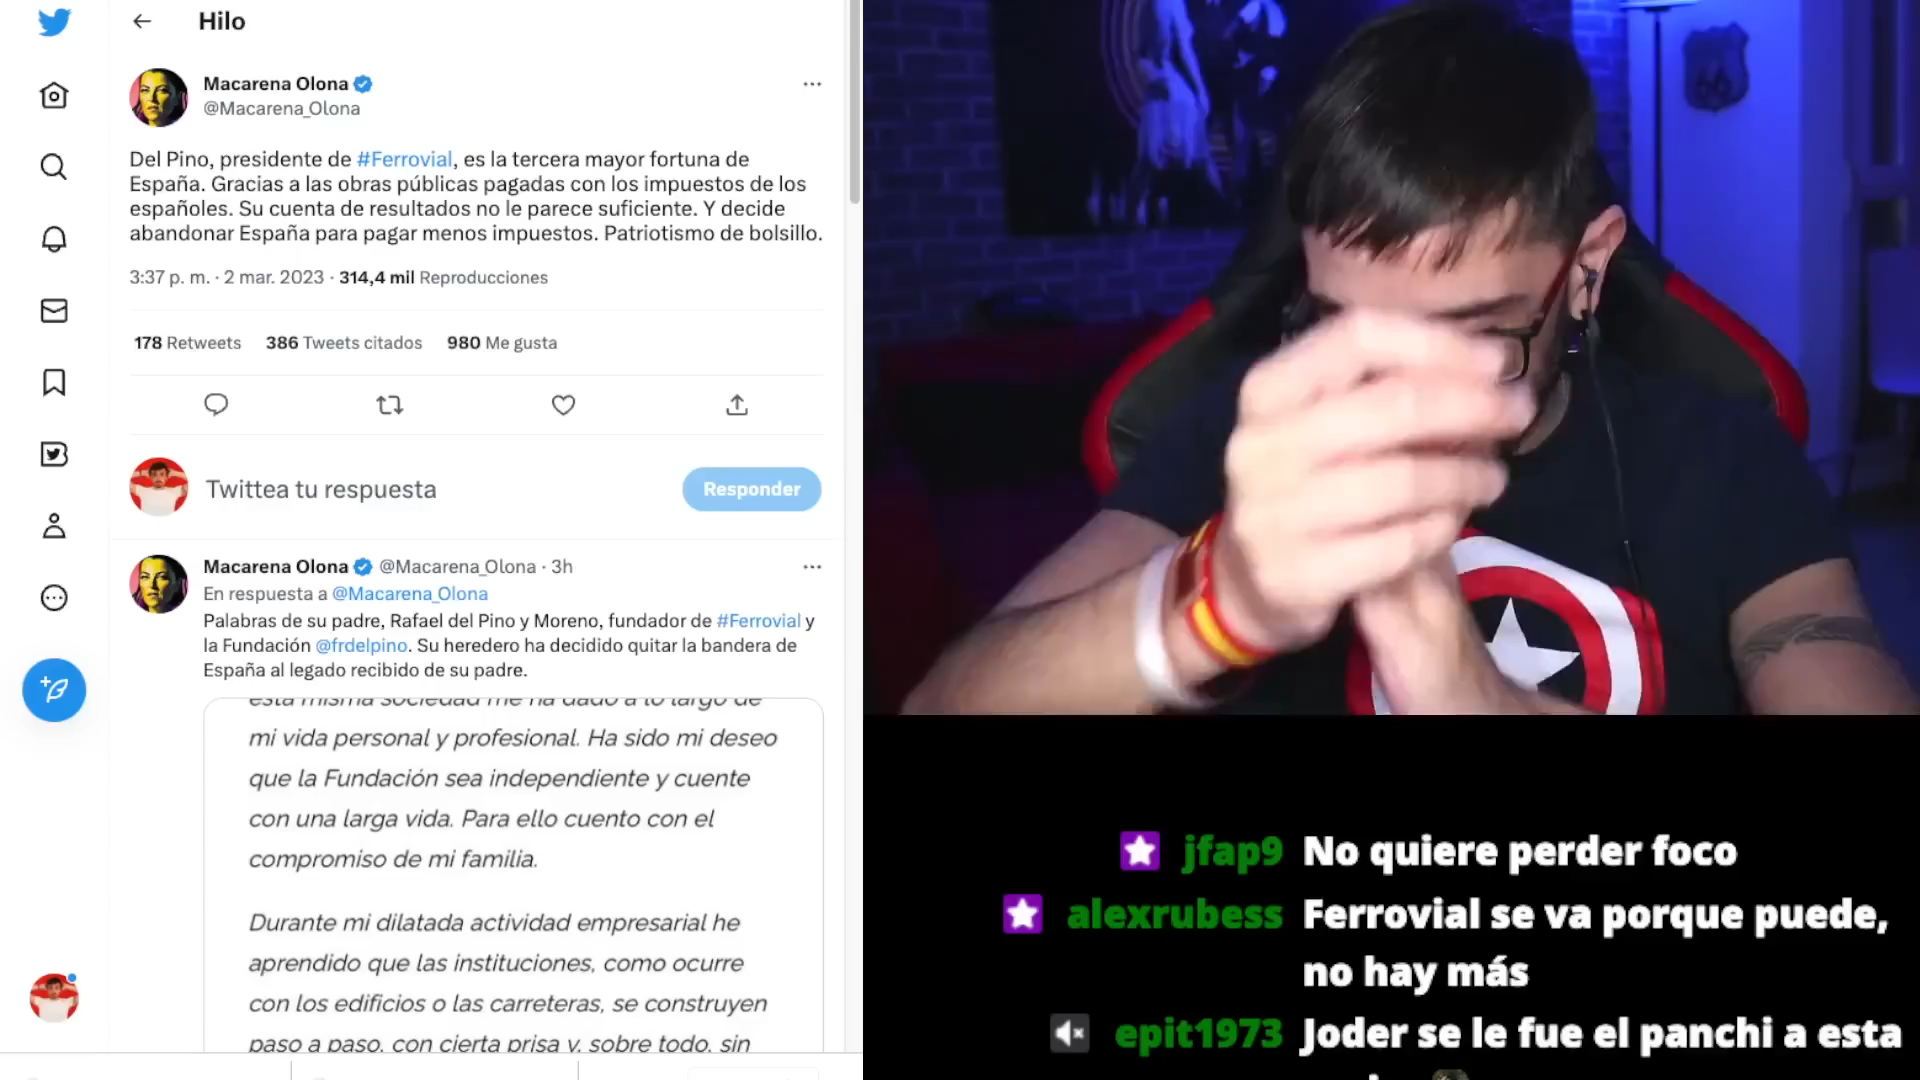 Hilo
Macarena Olona
@Macarena_Olona
Del Pino, presidente de #Ferrovial, es la tercera mayor fortuna de
España. Gracias a las obras públicas pagadas con los impuestos de los
españoles. Su cuenta de resultados no le parece suficiente. Y decide
abandonar España para pagar menos impuestos. Patriotismo de bolsillo.
3:37 p. m. · 2 mar. 2023 · 314,4 mil Reproducciones
178 Retweets 386 Tweets citados 980 Me gusta
Twittea tu respuesta
Responder
Macarena Olona @Macarena_Olona · 3h
En respuesta a @Macarena_Olona
Palabras de su padre, Rafael del Pino y Moreno, fundador de #Ferrovial y
la Fundación @frdelpino. Su heredero ha decidido quitar la bandera de
España al legado recibido de su padre.
esta misma sociedad me ha dado a lo largo de
mi vida personal y profesional. Ha sido mi deseo
que la Fundación sea independiente y cuente
con una larga vida. Para ello cuento con el
compromiso de mi familia.
Durante mi dilatada actividad empresarial he
aprendido que las instituciones, como ocurre
con los edificios o las carreteras, se construyen
paso a paso, con cierta prisa y, sobre todo, sin
jfap9 No quiere perder foco
alexrubess Ferrovial se va porque puede,
no hay más
epit1973 Joder se le fue el panchi a esta